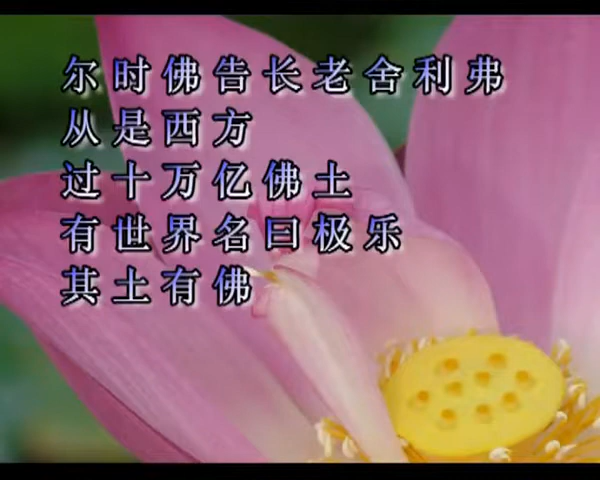 尔时佛告长老舍利弗
从是西方
过十万亿佛土
有世界名曰极乐
其土有佛